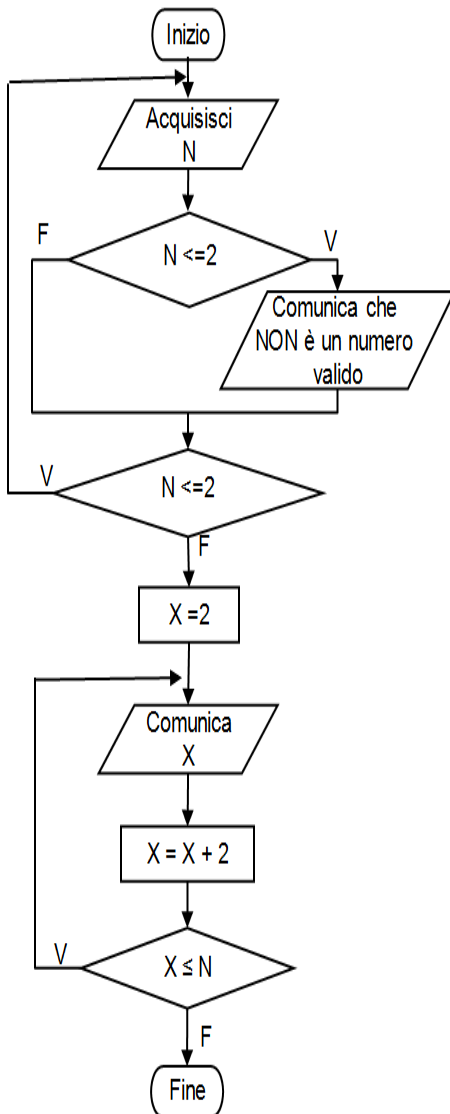 Inizio
Acquisisci
N
F
N <=2
V
Comunica che
NON è un numero
valido
V
N <=2
F
X =2
Comunica
X
X = X + 2
V
X ≤ N
F
Fine